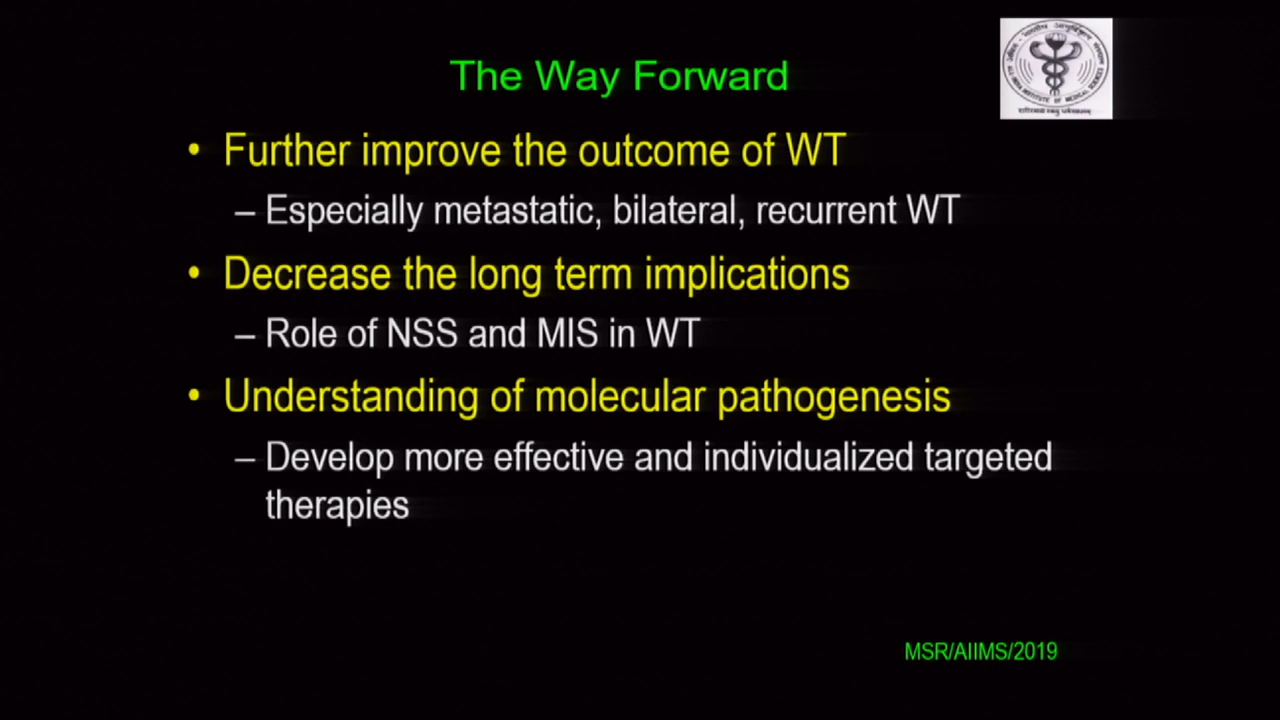 The Way Forward
• Further improve the outcome of WT
– Especially metastatic, bilateral, recurrent WT
• Decrease the long term implications
– Role of NSS and MIS in WT
• Understanding of molecular pathogenesis
– Develop more effective and individualized targeted
therapies
MSR/AIIMS/2019